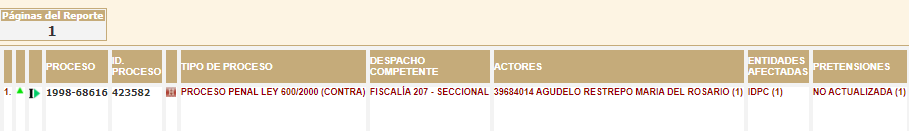 Páginas del Reporte
1
PROCESO ID. PROCESO TIPO DE PROCESO DESPACHO COMPETENTE ACTORES ENTIDADES AFECTADAS PRETENSIONES
1. I 1998-68616 423582 H PROCESO PENAL LEY 600/2000 (CONTRA) FISCALÍA 207 - SECCIONAL 39684014 AGUDELO RESTREPO MARIA DEL ROSARIO (1) IDPC (1) NO ACTUALIZADA (1)